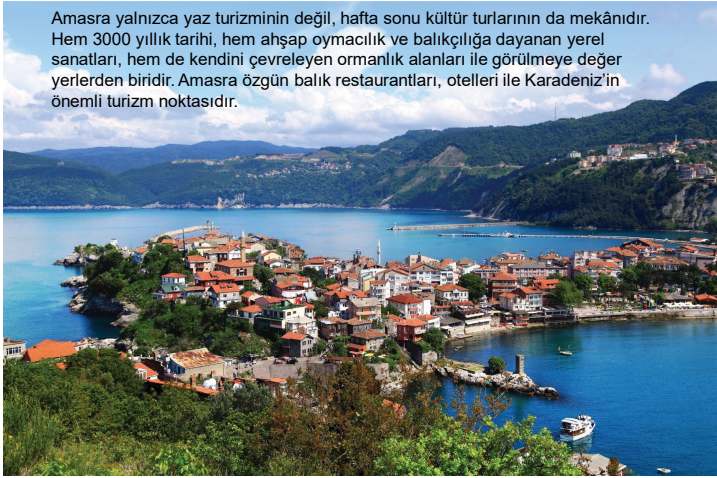 Amasra yalnızca yaz turizminin değil, hafta sonu kültür turlarının da mekânıdır.
Hem 3000 yıllık tarihi, hem ahşap oymacılık ve balıkçılığa dayanan yerel
sanatları, hem de kendini çevreleyen ormanlık alanları ile görülmeye değer
yerlerden biridir. Amasra özgün balık restaurantları, otelleri ile Karadeniz’in
önemli turizm noktasıdır.